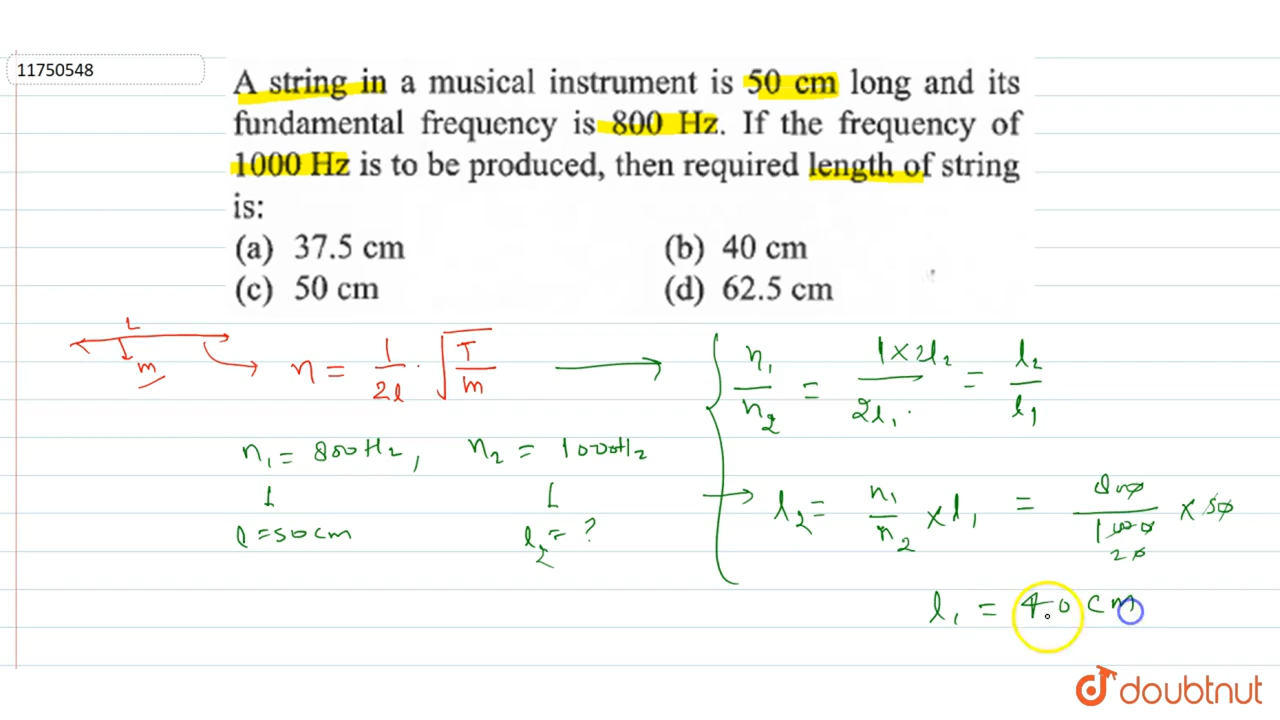 11750548
A string in a musical instrument is 50 cm long and its
fundamental frequency is 800 Hz. If the frequency of
1000 Hz is to be produced, then required length of string
is:
(a) 37.5 cm (b) 40 cm
(c) 50 cm (d) 62.5 cm
L
m
n = 1/2l · √T/m
n₁/n₂ = 1×2l₂/2l₁ = l₂/l₁
n₁ = 800Hz, n₂ = 1000Hz
l = 50cm l₂ = ?
l₂ = n₁/n₂ × l₁ = 800/1000 × 50
20
l₁ = 40 cm
doubtnut